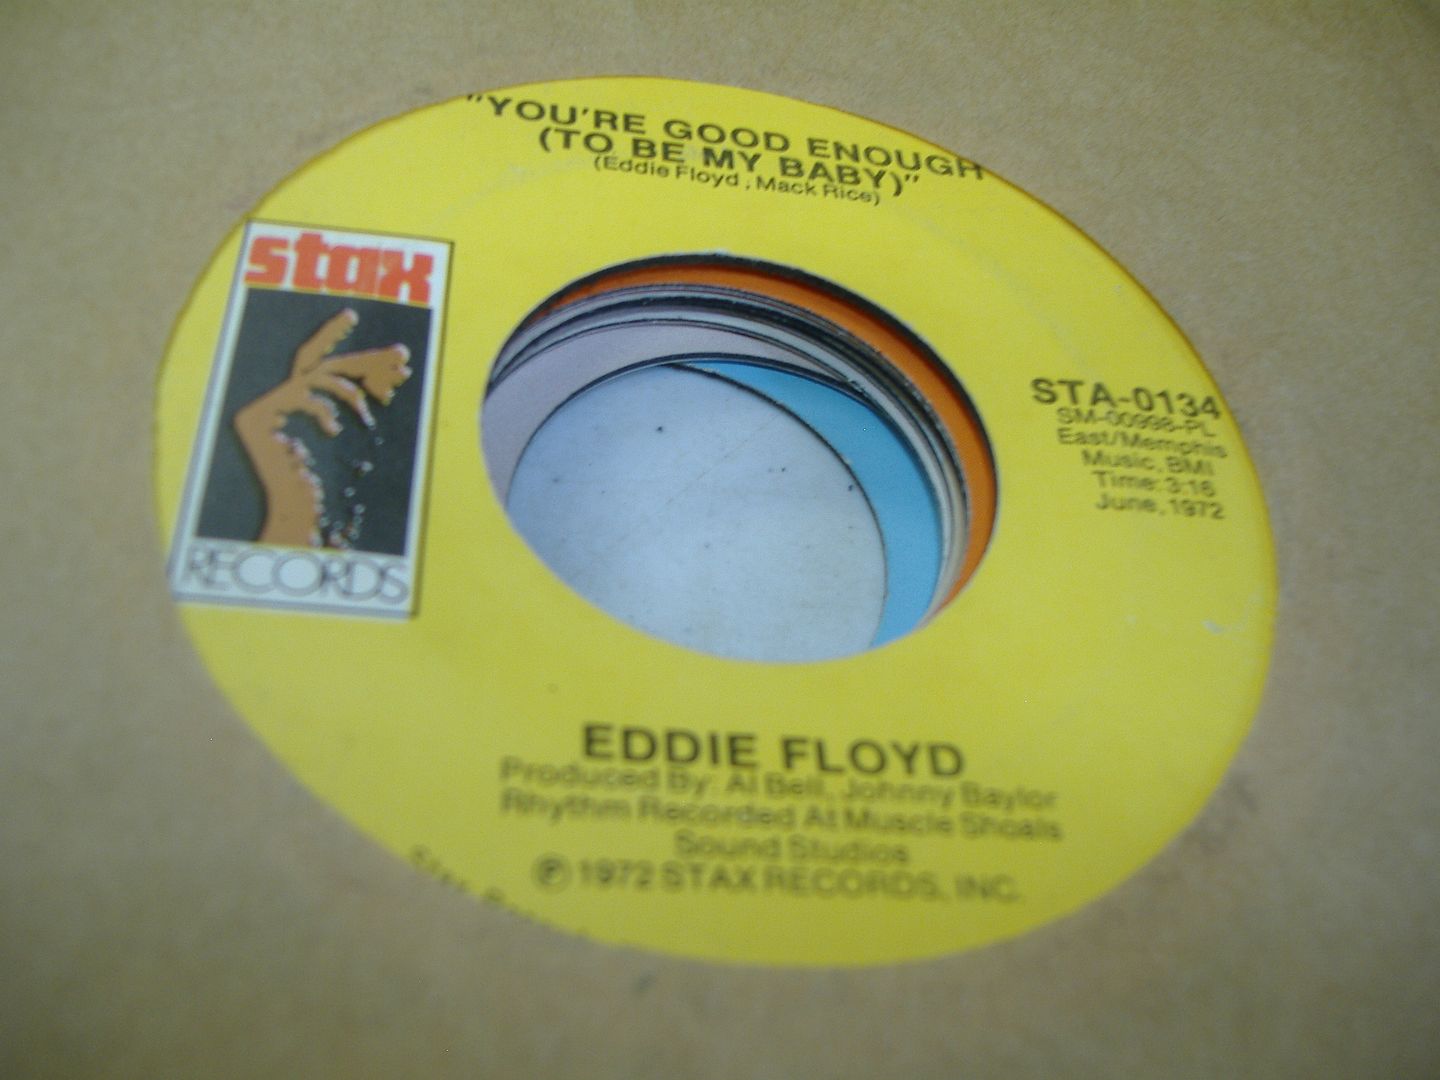 "YOU'RE GOOD ENOUGH
(TO BE MY BABY)"
(Eddie Floyd, Mack Rice)
stax
RECORDS
STA-0134
SM-00998-PL
East/Memphis
Music, BMI
Time: 3:16
June, 1972
EDDIE FLOYD
Produced By: Al Bell, Johnny Baylor
Rhythm Recorded At Muscle Shoals
Sound Studios
℗ 1972 STAX RECORDS, INC.